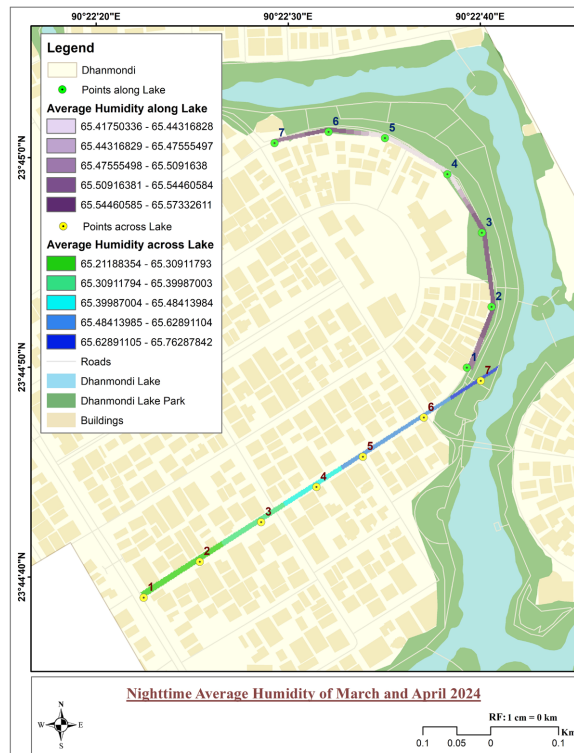 90°22'20"E 90°22'30"E 90°22'40"E
Legend
Dhanmondi
Points along Lake
Average Humidity along Lake
65.41750336 - 65.44316828
65.44316829 - 65.47555497
65.47555498 - 65.5091638
65.50916381 - 65.54460584
65.54460585 - 65.57332611
Points across Lake
Average Humidity across Lake
65.21188354 - 65.30911793
65.30911794 - 65.39987003
65.39987004 - 65.48413984
65.48413985 - 65.62891104
65.62891105 - 65.76287842
Roads
Dhanmondi Lake
Dhanmondi Lake Park
Buildings
23°45'0"N
23°44'50"N
23°44'40"N
7
6
5
4
3
2
1
7
6
5
4
3
2
1
Nighttime Average Humidity of March and April 2024
N
W E
S
RF: 1 cm = 0 km
Km
0.1 0.05 0 0.1